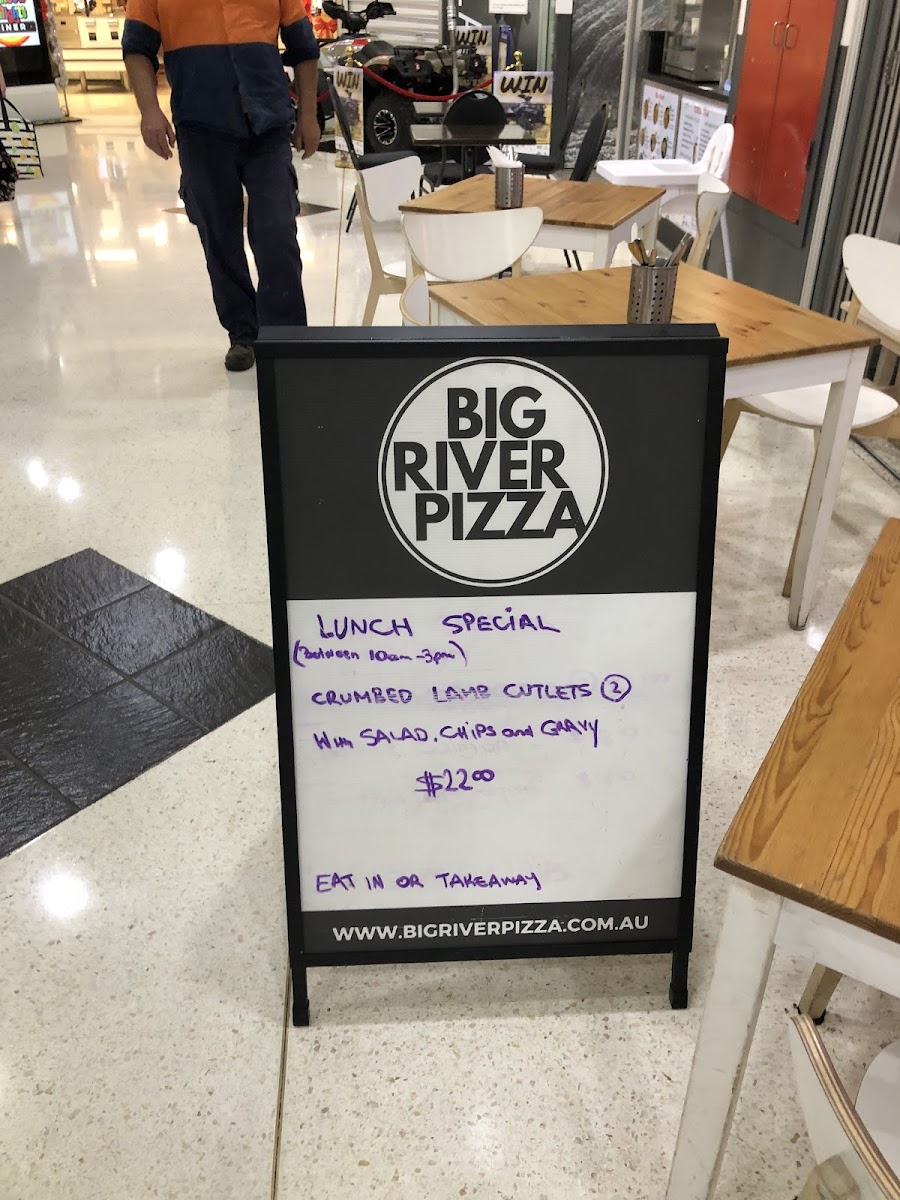 WIN
WIN
WIN
BIG
RIVER
PIZZA
LUNCH SPECIAL
(Between 10am-3pm)
CRUMBED LAMB CUTLETS (2)
With SALAD, CHIPS and GRAVY
$22.00
EAT IN OR TAKEAWAY
WWW.BIGRIVERPIZZA.COM.AU